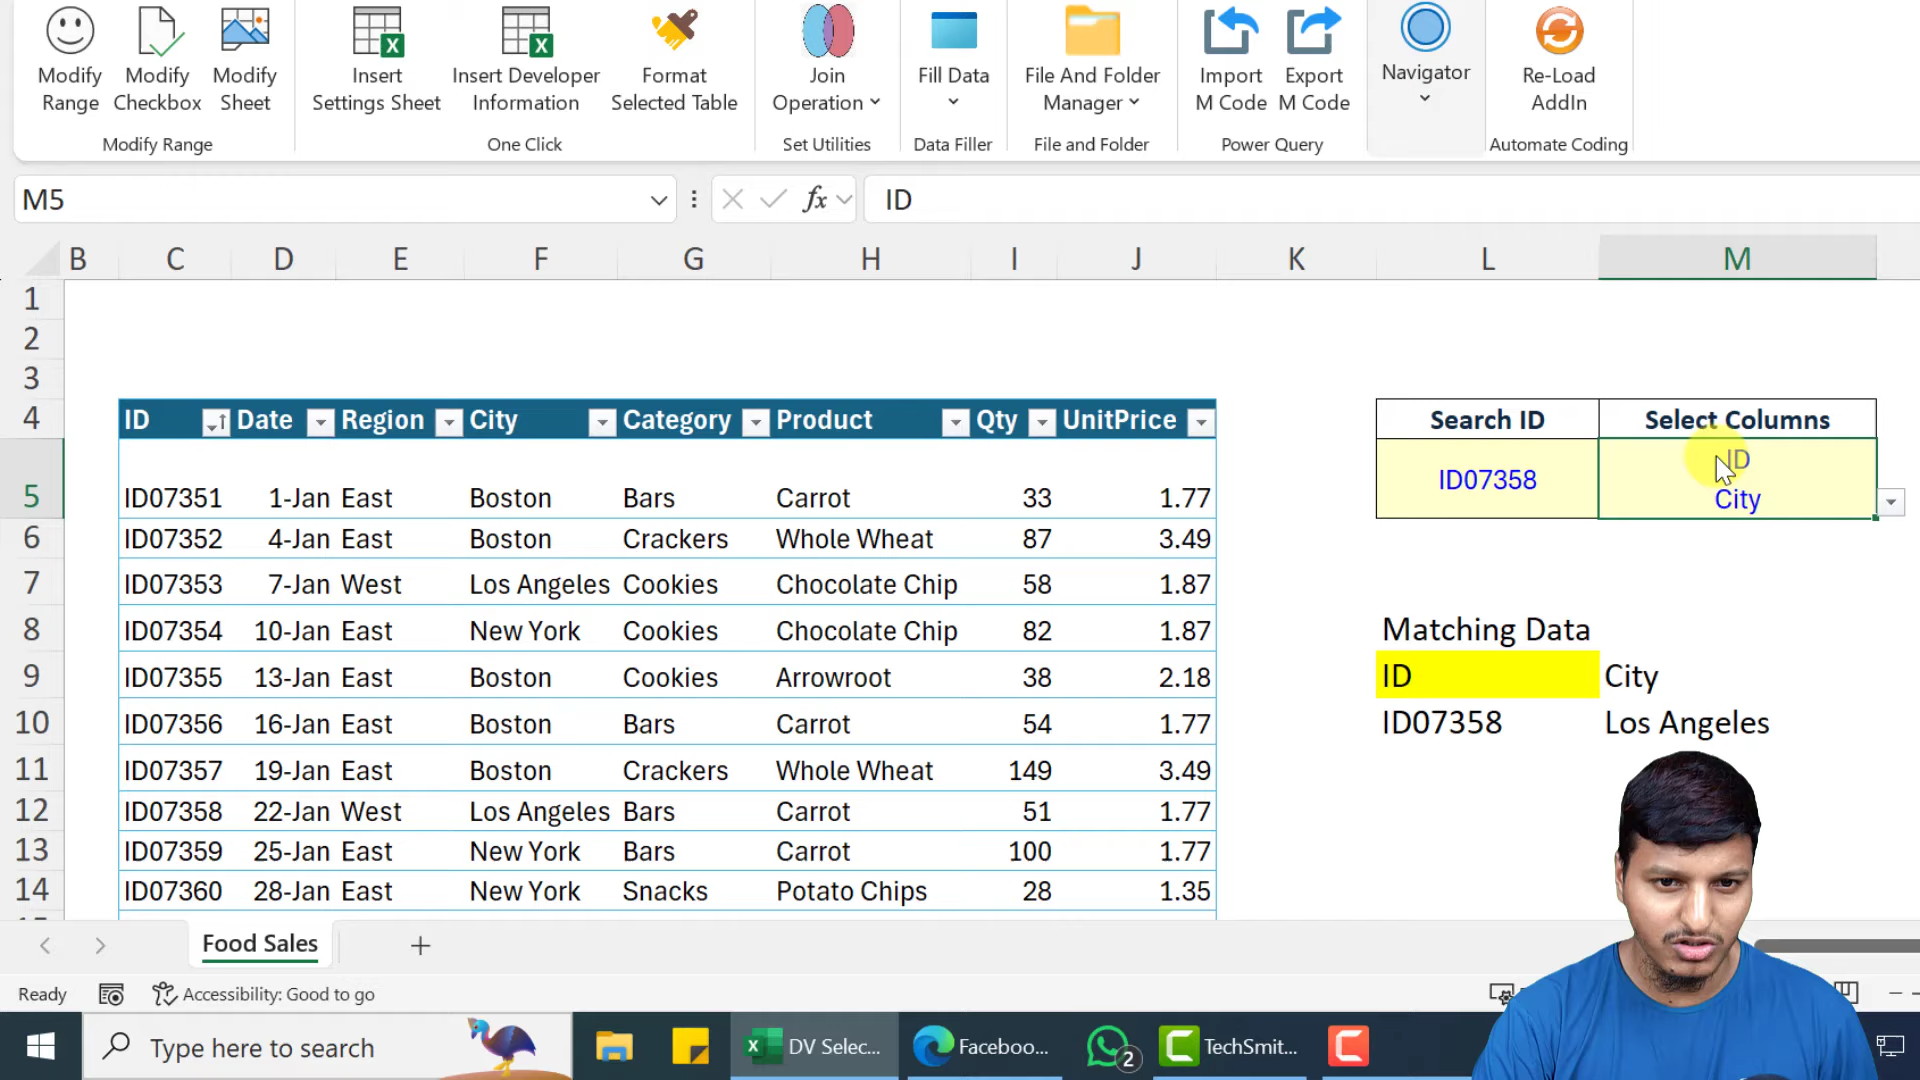 Modify Range
Modify Checkbox
Modify Sheet
Insert Settings Sheet
Insert Developer Information
Format Selected Table
Join Operation
Fill Data
File And Folder Manager
Import M Code
Export M Code
Navigator
Re-Load AddIn
Modify Range
One Click
Set Utilities
Data Filler
File and Folder
Power Query
Automate Coding
M5
fx
ID
B C D E F G H I J K L M
1
2
3
4 ID Date Region City Category Product Qty UnitPrice Search ID Select Columns
5 ID07351 1-Jan East Boston Bars Carrot 33 1.77 ID07358 ID
City
6 ID07352 4-Jan East Boston Crackers Whole Wheat 87 3.49
7 ID07353 7-Jan West Los Angeles Cookies Chocolate Chip 58 1.87
8 ID07354 10-Jan East New York Cookies Chocolate Chip 82 1.87 Matching Data
9 ID07355 13-Jan East Boston Cookies Arrowroot 38 2.18 ID City
10 ID07356 16-Jan East Boston Bars Carrot 54 1.77 ID07358 Los Angeles
11 ID07357 19-Jan East Boston Crackers Whole Wheat 149 3.49
12 ID07358 22-Jan West Los Angeles Bars Carrot 51 1.77
13 ID07359 25-Jan East New York Bars Carrot 100 1.77
14 ID07360 28-Jan East New York Snacks Potato Chips 28 1.35
Food Sales
Ready
Accessibility: Good to go
Type here to search
DV Selec...
Faceboo...
2
TechSmit...